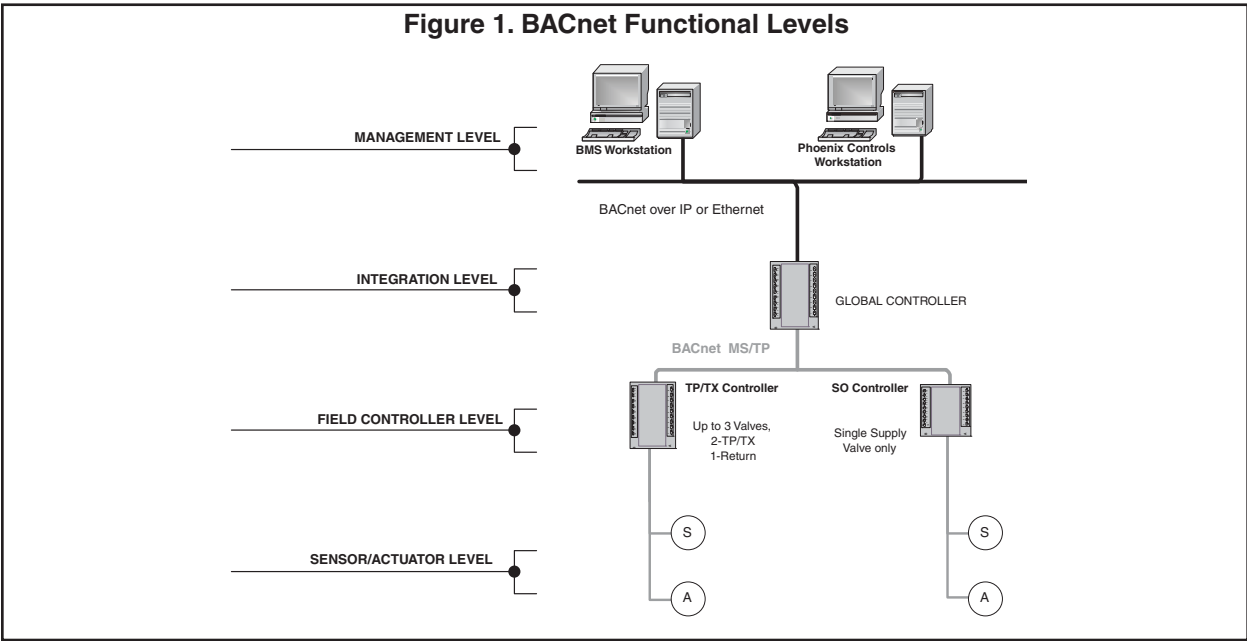 Figure 1. BACnet Functional Levels
MANAGEMENT LEVEL
BMS Workstation
Phoenix Controls
Workstation
BACnet over IP or Ethernet
INTEGRATION LEVEL
GLOBAL CONTROLLER
BACnet MS/TP
TP/TX Controller
SO Controller
FIELD CONTROLLER LEVEL
Up to 3 Valves,
2-TP/TX
1-Return
Single Supply
Valve only
S
S
SENSOR/ACTUATOR LEVEL
A
A